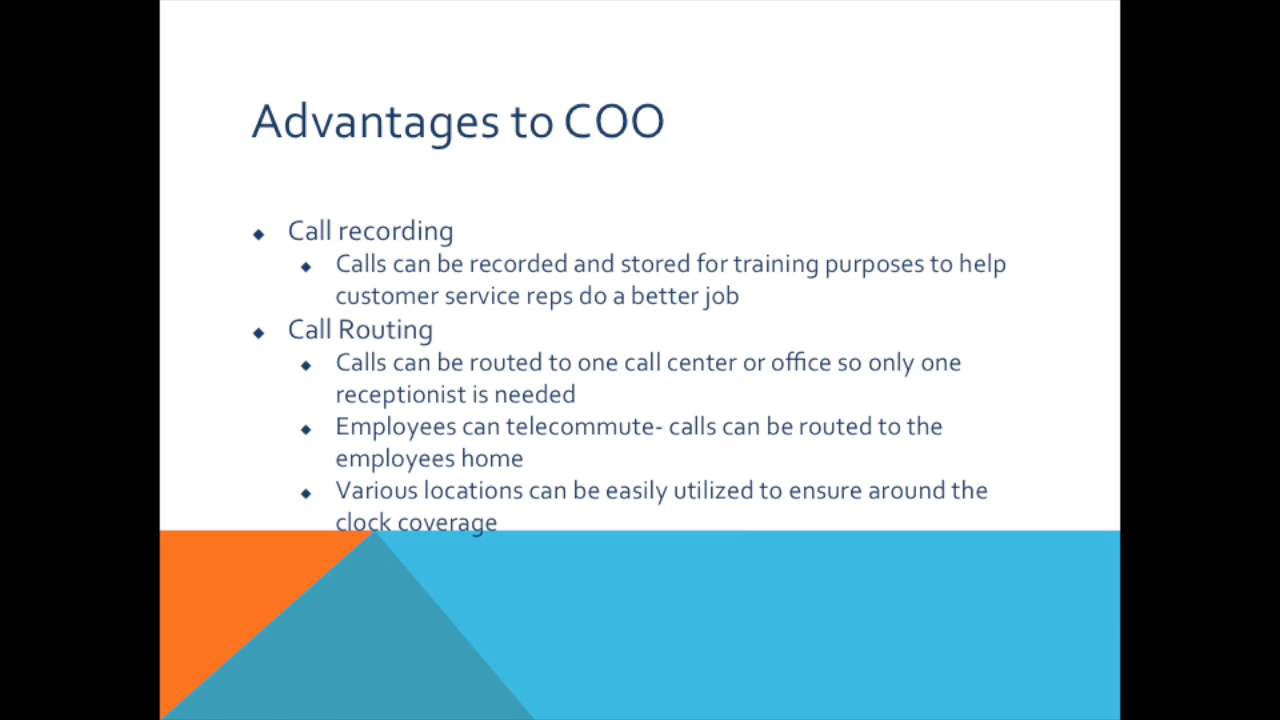 Advantages to COO
Call recording
Calls can be recorded and stored for training purposes to help
customer service reps do a better job
Call Routing
Calls can be routed to one call center or office so only one
receptionist is needed
Employees can telecommute- calls can be routed to the
employees home
Various locations can be easily utilized to ensure around the
clock coverage